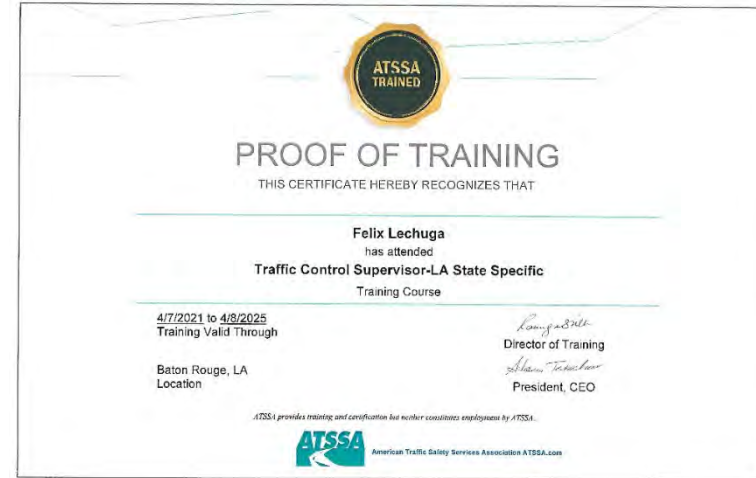 ATSSA
TRAINED
PROOF OF TRAINING
THIS CERTIFICATE HEREBY RECOGNIZES THAT
Felix Lechuga
has attended
Traffic Control Supervisor-LA State Specific
Training Course
4/7/2021 to 4/8/2025
Training Valid Through
Director of Training
Baton Rouge, LA
Location
President, CEO
ATSSA provides training and certification but neither constitutes employment by ATSSA.
ATSSA
American Traffic Safety Services Association ATSSA.com